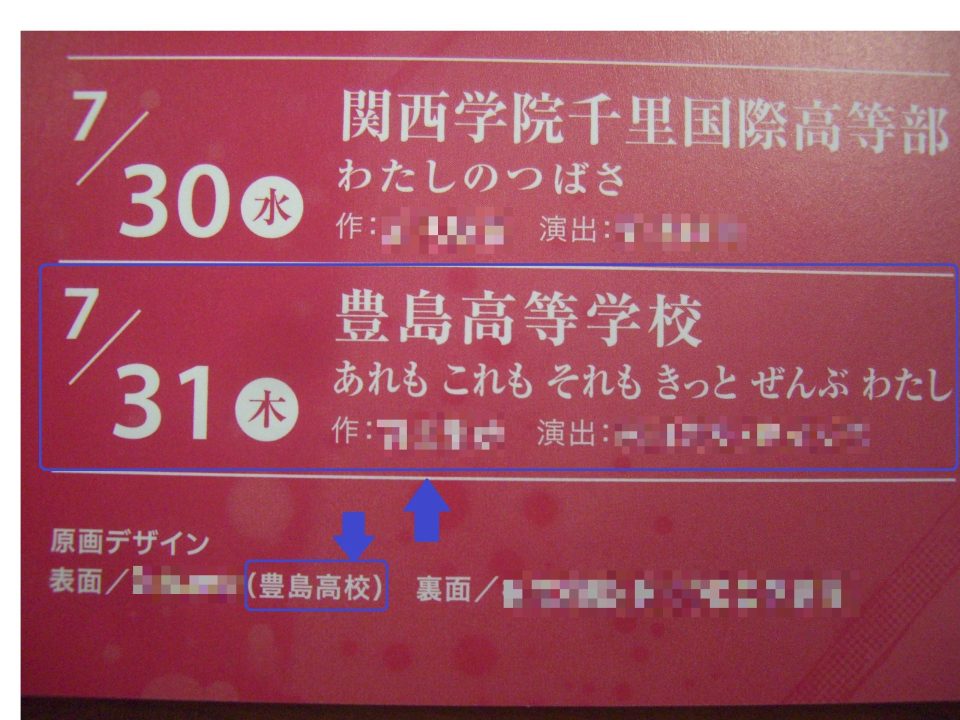 7/30 水
関西学院千里国際高等部
わたしのつばさ
作： 演出：
7/31 木
豊島高等学校
あれも これも それも きっと ぜんぶ わたし
作： 演出：
原画デザイン
表面／ (豊島高校) 裏面／